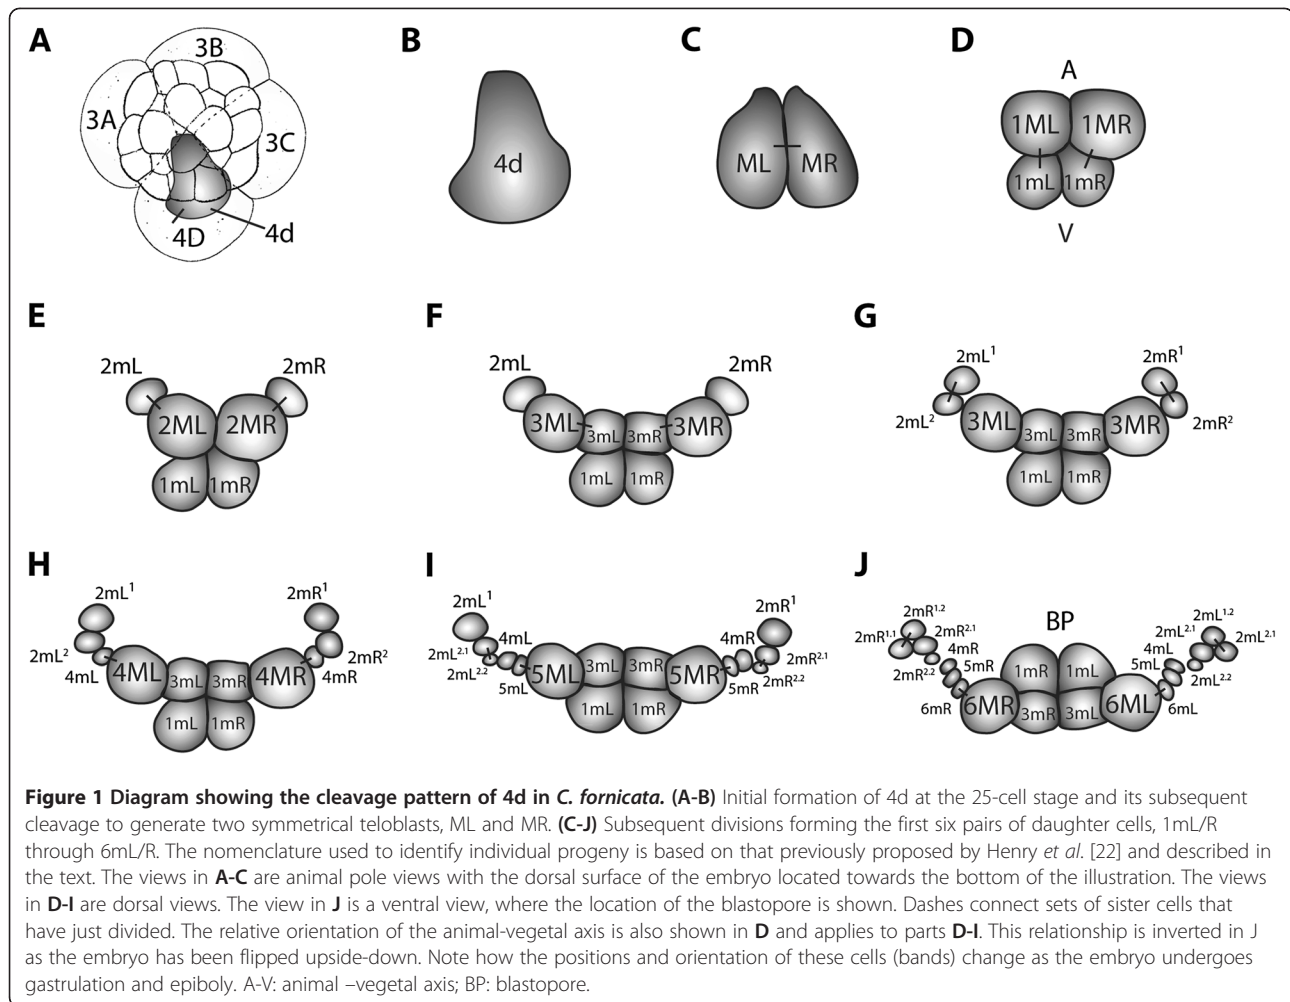 A
B
C
D
3B
3A
3C
4D
4d
4d
ML
MR
A
1ML
1MR
1mL
1mR
V
E
F
G
2mL
2mR
2ML
2MR
1mL
1mR
2mL
2mR
3ML
3mL
3mR
3MR
1mL
1mR
2mL¹
2mR¹
2mL²
2mR²
3ML
3mL
3mR
3MR
1mL
1mR
H
I
J
2mL¹
2mR¹
2mL²
2mR²
4mL
4mR
4ML
3mL
3mR
4MR
1mL
1mR
2mL¹
2mR¹
4mL
4mR
2mL²·¹
2mR²·¹
2mL²·²
2mR²·²
5mL
5mR
5ML
3mL
3mR
5MR
1mL
1mR
BP
2mR¹·²
2mL¹·²
2mR¹·¹
2mR²·¹
2mL²·¹
2mL²·¹
4mR
4mL
5mR
5mL
2mR²·²
2mL²·²
6mR
6mL
1mR
1mL
6MR
3mR
3mL
6ML
Figure 1 Diagram showing the cleavage pattern of 4d in C. fornicata. (A-B) Initial formation of 4d at the 25-cell stage and its subsequent
cleavage to generate two symmetrical teloblasts, ML and MR. (C-J) Subsequent divisions forming the first six pairs of daughter cells, 1mL/R
through 6mL/R. The nomenclature used to identify individual progeny is based on that previously proposed by Henry et al. [22] and described in
the text. The views in A-C are animal pole views with the dorsal surface of the embryo located towards the bottom of the illustration. The views
in D-I are dorsal views. The view in J is a ventral view, where the location of the blastopore is shown. Dashes connect sets of sister cells that
have just divided. The relative orientation of the animal-vegetal axis is also shown in D and applies to parts D-I. This relationship is inverted in J
as the embryo has been flipped upside-down. Note how the positions and orientation of these cells (bands) change as the embryo undergoes
gastrulation and epiboly. A-V: animal –vegetal axis; BP: blastopore.